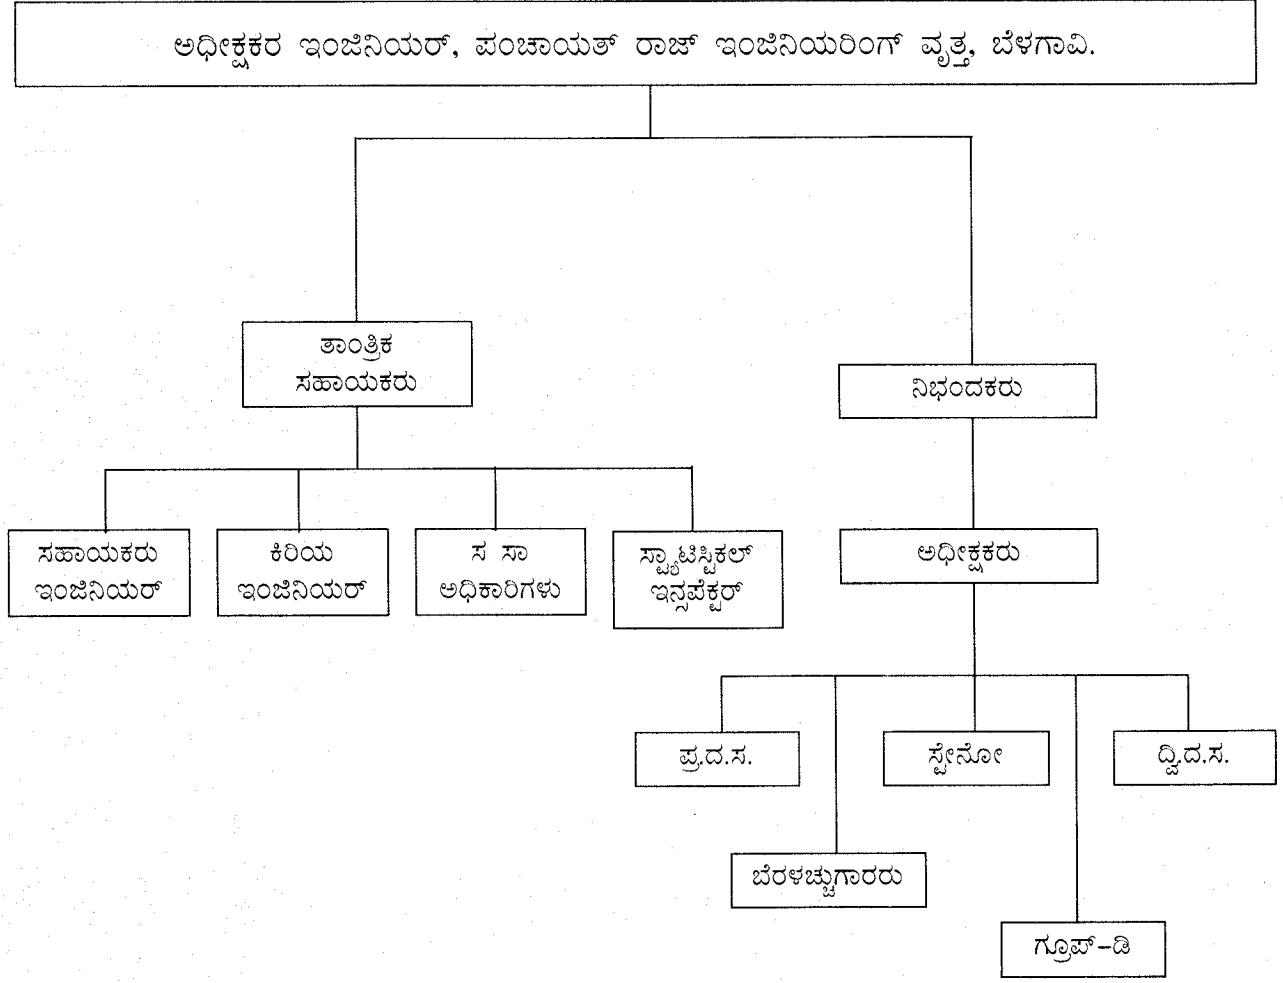 ಅಧೀಕ್ಷಕರ ಇಂಜಿನಿಯರ್, ಪಂಚಾಯತ್ ರಾಜ್ ಇಂಜಿನಿಯರಿಂಗ್ ವೃತ್ತ, ಬೆಳಗಾವಿ.
ತಾಂತ್ರಿಕ
ಸಹಾಯಕರು
ನಿಭಂದಕರು
ಸಹಾಯಕರು
ಇಂಜಿನಿಯರ್
ಕಿರಿಯ
ಇಂಜಿನಿಯರ್
ಸ ಸಾ
ಅಧಿಕಾರಿಗಳು
ಸ್ಟ್ಯಾಟಿಸ್ಟಿಕಲ್
ಇನ್ಸಪೆಕ್ಟರ್
ಅಧೀಕ್ಷಕರು
ಪ್ರ.ದ.ಸ.
ಸ್ಟೇನೋ
ದ್ವಿ.ದ.ಸ.
ಬೆರಳಚ್ಚುಗಾರರು
ಗ್ರೂಪ್-ಡಿ